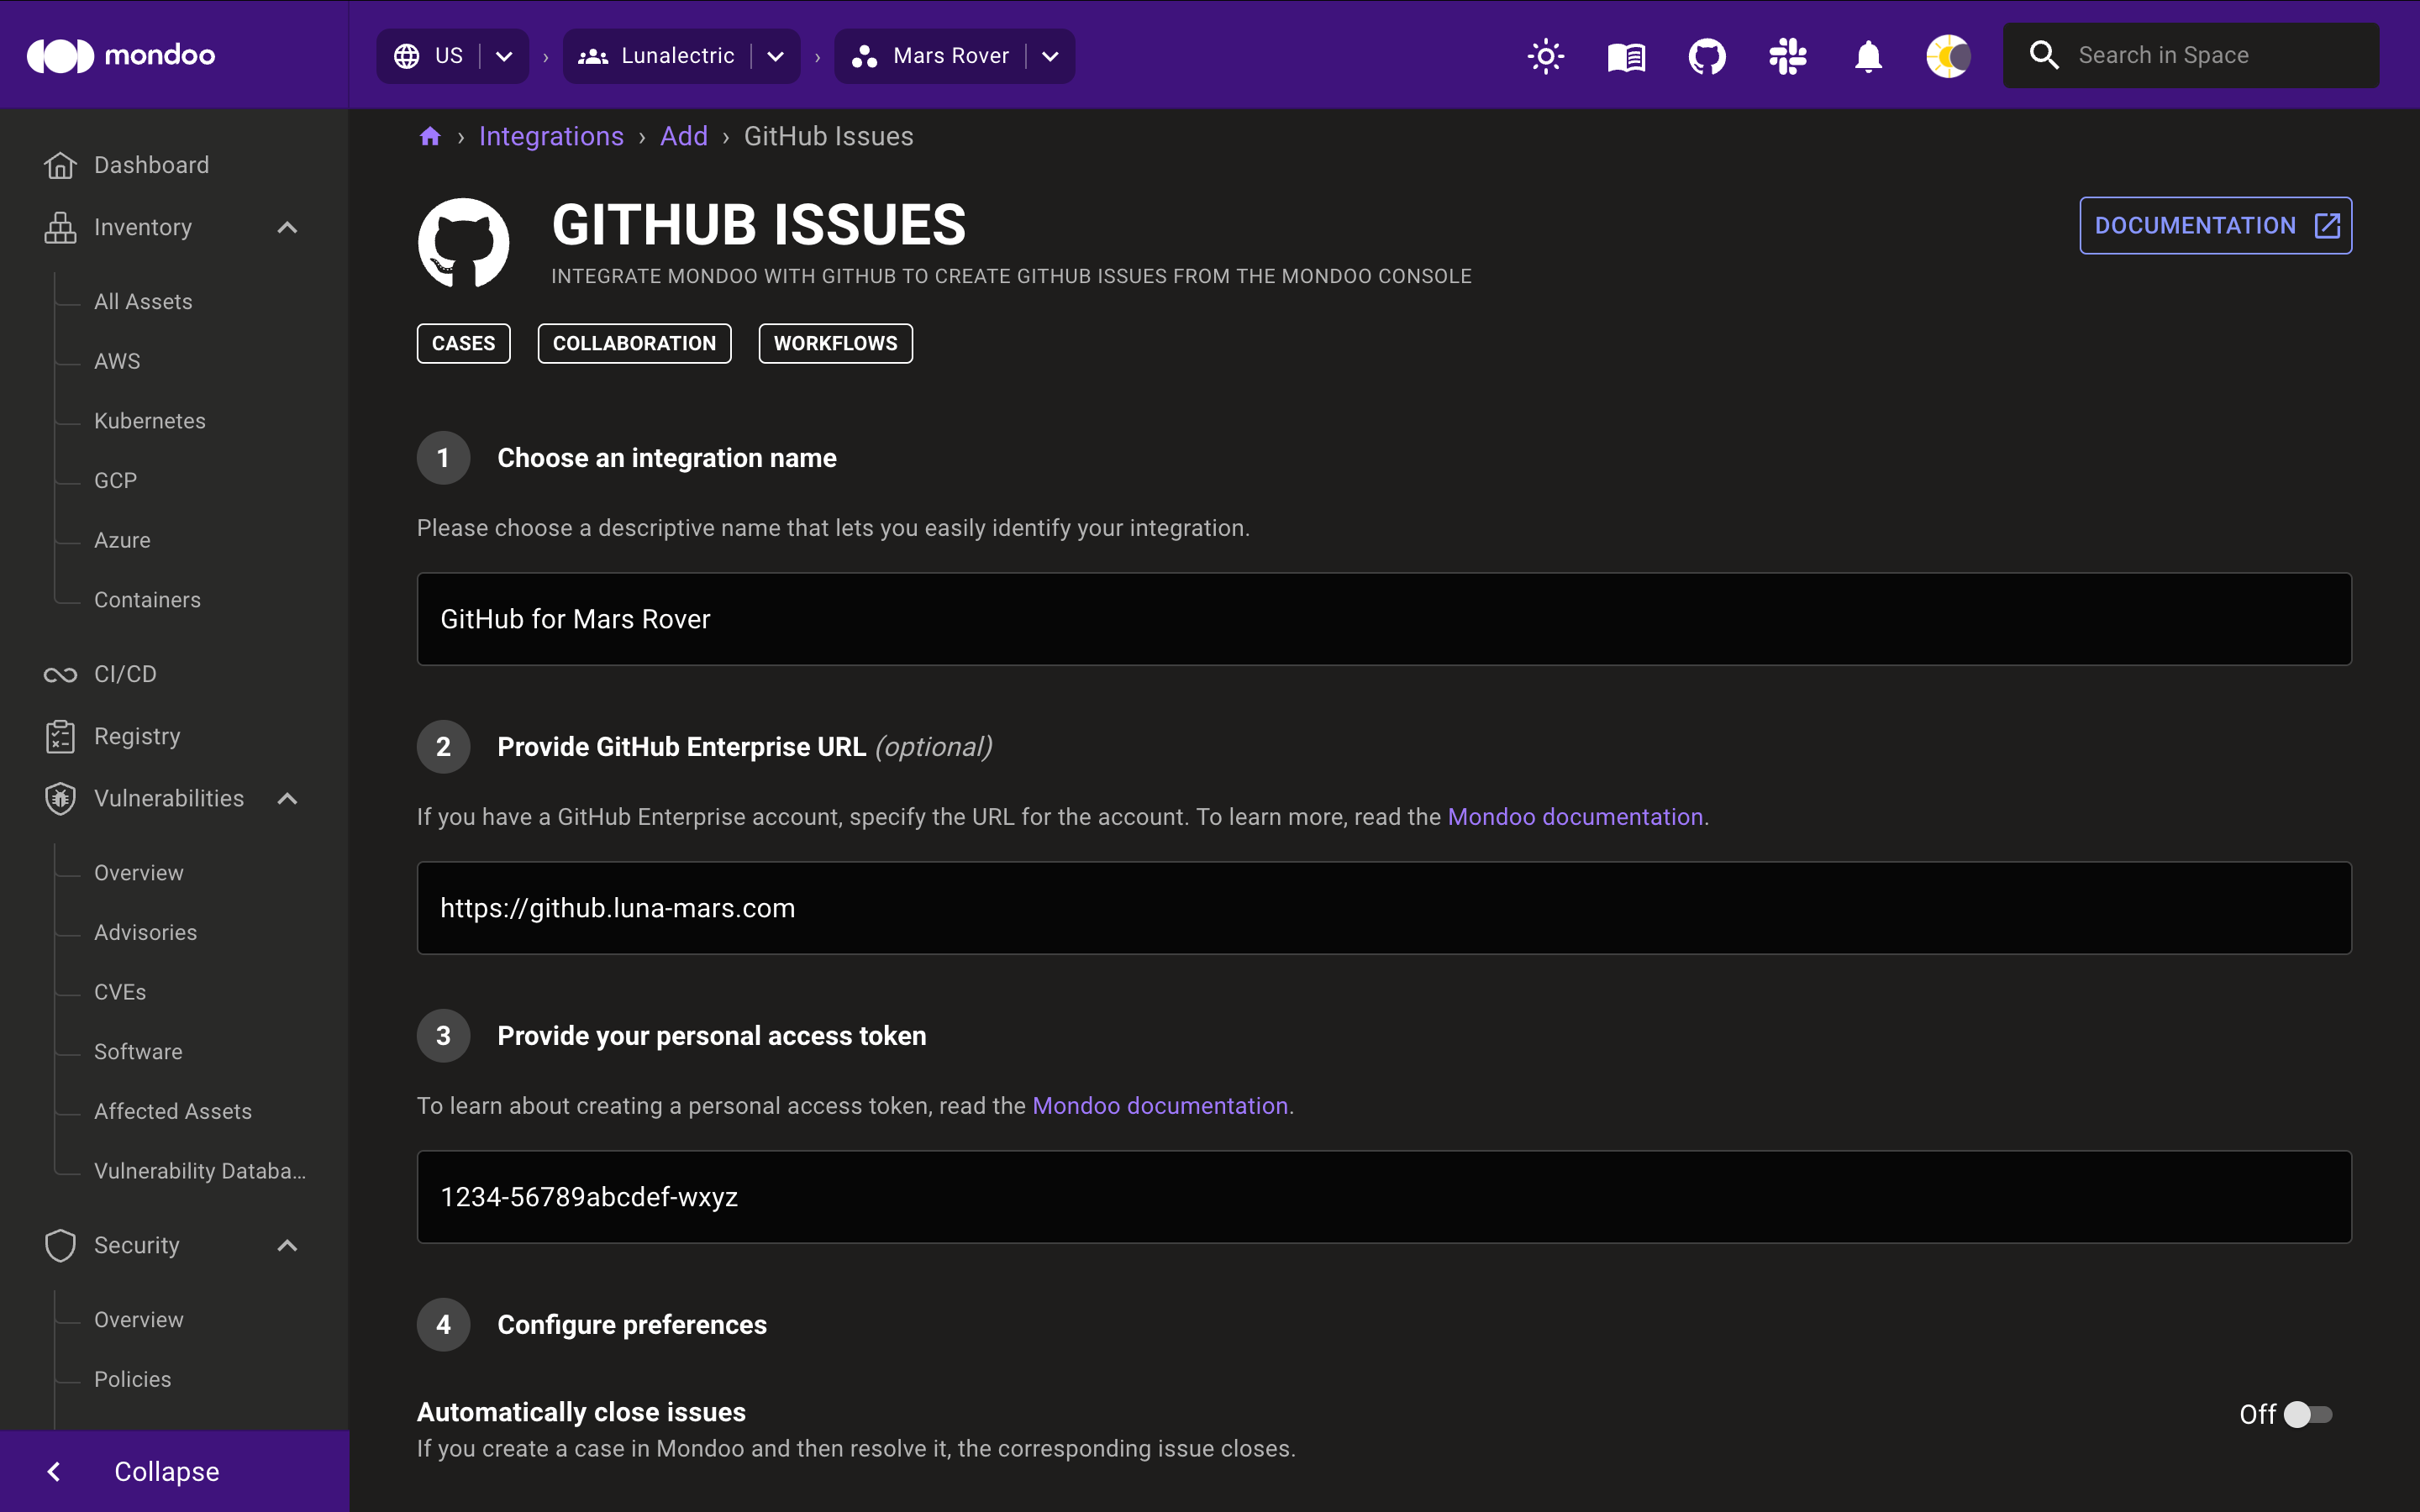 mondoo
US
Lunalectric
Mars Rover
Search in Space
Dashboard
Inventory
All Assets
AWS
Kubernetes
GCP
Azure
Containers
CI/CD
Registry
Vulnerabilities
Overview
Advisories
CVEs
Software
Affected Assets
Vulnerability Databa...
Security
Overview
Policies
Collapse
› Integrations › Add › GitHub Issues
GITHUB ISSUES
INTEGRATE MONDOO WITH GITHUB TO CREATE GITHUB ISSUES FROM THE MONDOO CONSOLE
DOCUMENTATION
CASES
COLLABORATION
WORKFLOWS
1 Choose an integration name
Please choose a descriptive name that lets you easily identify your integration.
GitHub for Mars Rover
2 Provide GitHub Enterprise URL (optional)
If you have a GitHub Enterprise account, specify the URL for the account. To learn more, read the Mondoo documentation.
https://github.luna-mars.com
3 Provide your personal access token
To learn about creating a personal access token, read the Mondoo documentation.
1234-56789abcdef-wxyz
4 Configure preferences
Automatically close issues
If you create a case in Mondoo and then resolve it, the corresponding issue closes.
Off